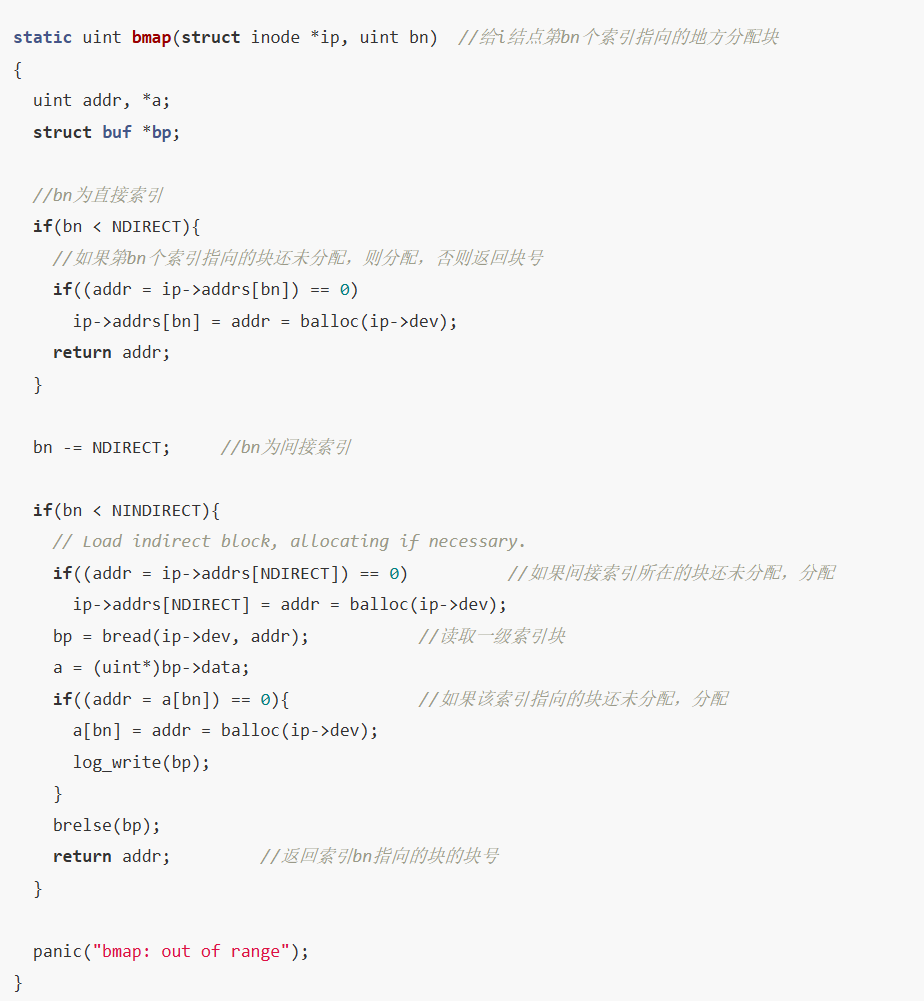 static uint bmap(struct inode *ip, uint bn)  //给i结点第bn个索引指向的地方分配块
{
  uint addr, *a;
  struct buf *bp;
  //bn为直接索引
  if(bn < NDIRECT){
    //如果第bn个索引指向的块还未分配，则分配，否则返回块号
    if((addr = ip->addrs[bn]) == 0)
      ip->addrs[bn] = addr = balloc(ip->dev);
    return addr;
  }
  bn -= NDIRECT;     //bn为间接索引
  if(bn < NINDIRECT){
    // Load indirect block, allocating if necessary.
    if((addr = ip->addrs[NDIRECT]) == 0)          //如果间接索引所在的块还未分配，分配
      ip->addrs[NDIRECT] = addr = balloc(ip->dev);
    bp = bread(ip->dev, addr);           //读取一级索引块
    a = (uint*)bp->data;
    if((addr = a[bn]) == 0){             //如果该索引指向的块还未分配，分配
      a[bn] = addr = balloc(ip->dev);
      log_write(bp);
    }
    brelse(bp);
    return addr;         //返回索引bn指向的块的块号
  }
  panic("bmap: out of range");
}